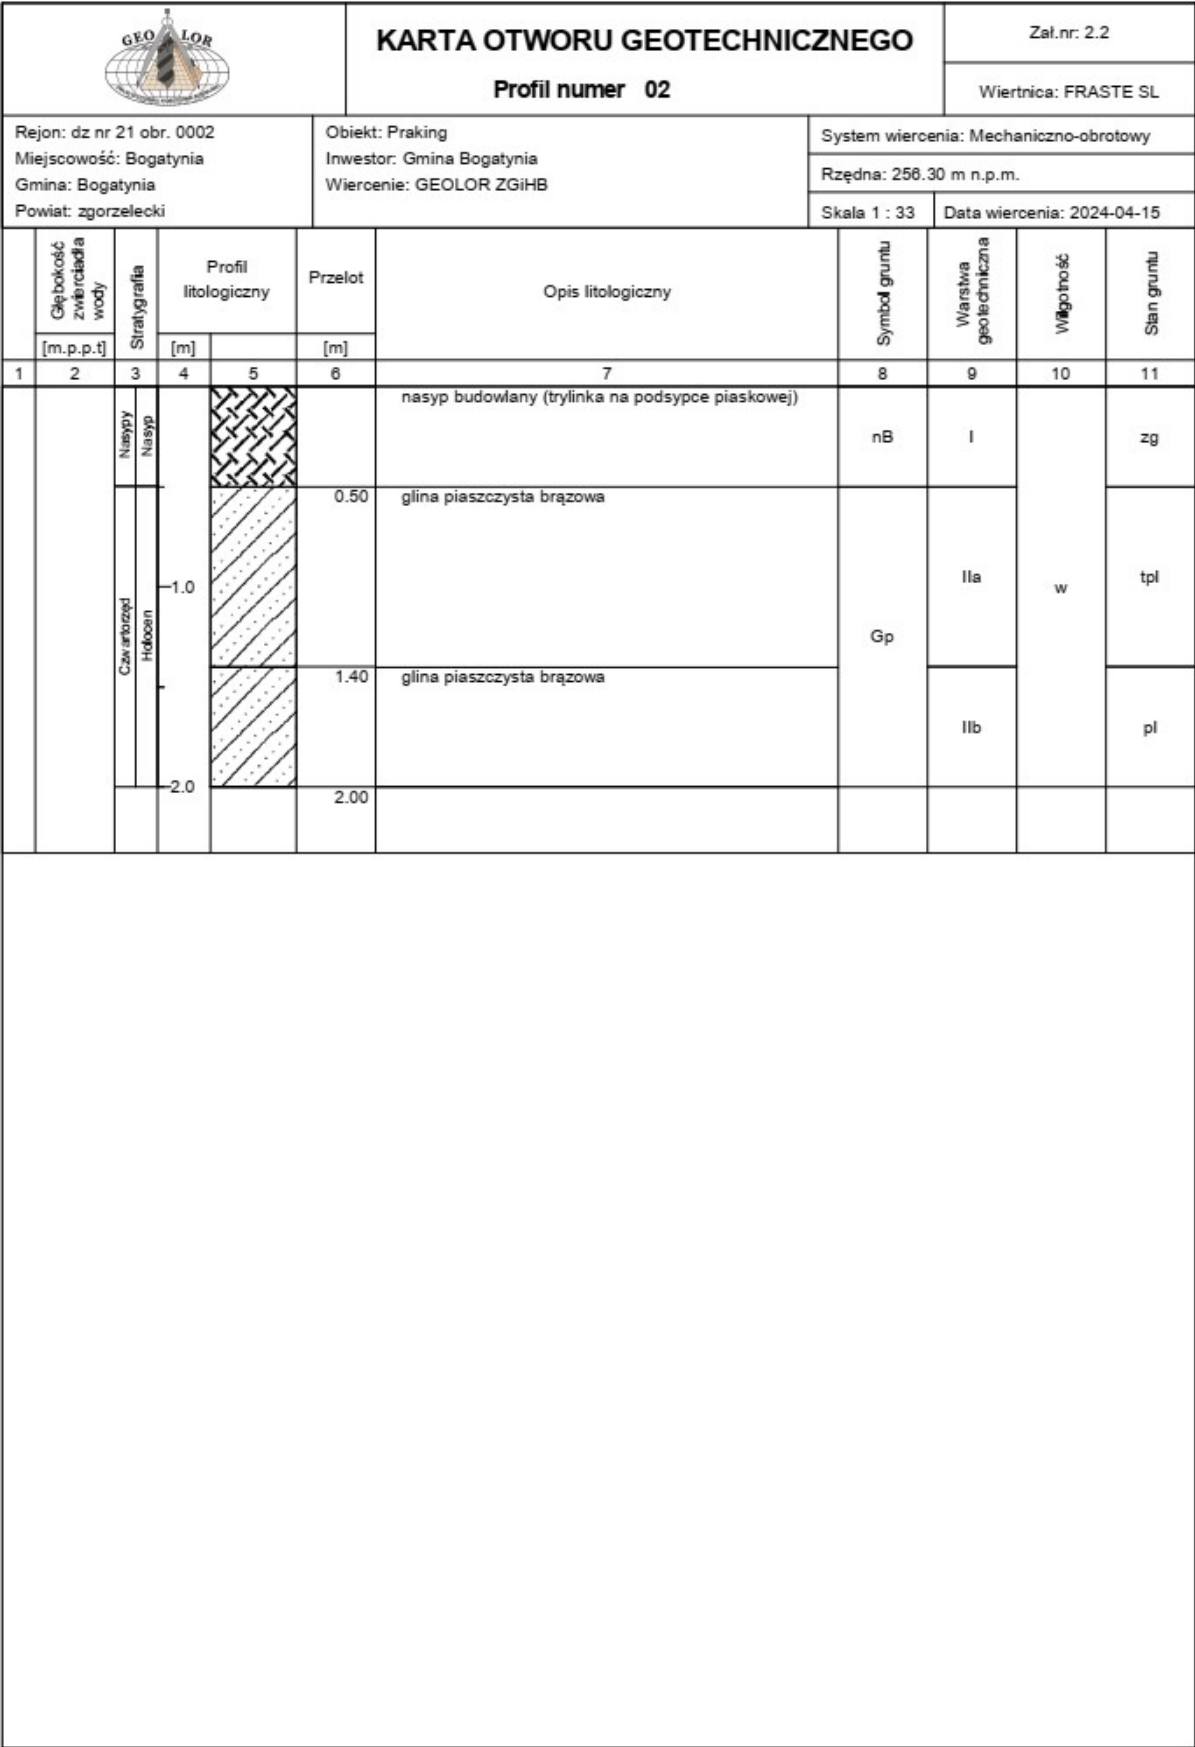 GEO LOR
KARTA OTWORU GEOTECHNICZNEGO
Profil numer 02
Zał.nr: 2.2
Wiertnica: FRASTE SL
Rejon: dz nr 21 obr. 0002
Miejscowość: Bogatynia
Gmina: Bogatynia
Powiat: zgorzelecki
Obiekt: Praking
Inwestor: Gmina Bogatynia
Wiercenie: GEOLOR ZGiHB
System wiercenia: Mechaniczno-obrotowy
Rzędna: 256.30 m n.p.m.
Skala 1 : 33
Data wiercenia: 2024-04-15
Głębokość
zwierciadła
wody
[m.p.p.t]
Stratygrafia
Profil
litologiczny
[m]
Przelot
[m]
Opis litologiczny
Symbol gruntu
Warstwa
geotechniczna
Wilgotność
Stan gruntu
1 2 3 4 5 6 7 8 9 10 11
Nasypy
Nasyp
nasyp budowlany (trylinka na podsypce piaskowej)
nB
I
zg
0.50
glina piaszczysta brązowa
Czwartorzęd
Holocen
1.0
IIa
w
tpl
Gp
1.40
glina piaszczysta brązowa
IIb
pl
2.0
2.00